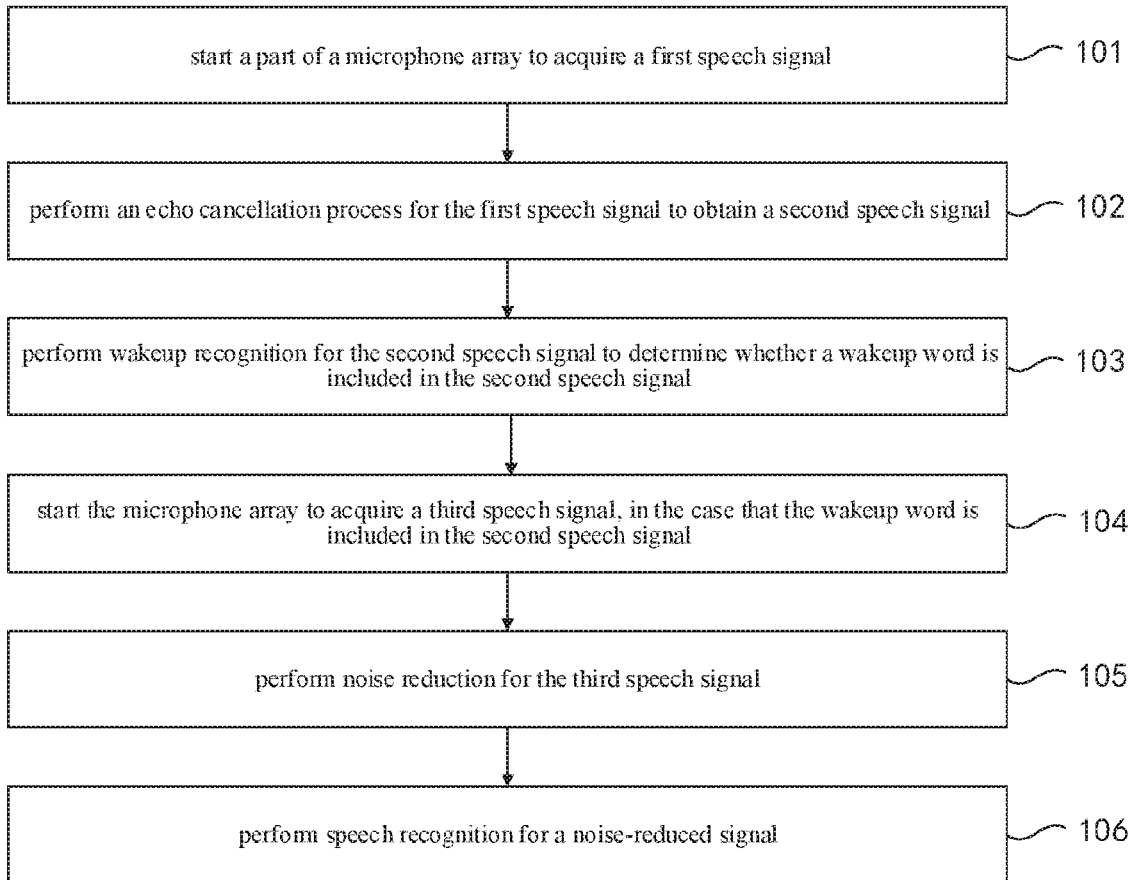 start a part of a microphone array to acquire a first speech signal
101
perform an echo cancellation process for the first speech signal to obtain a second speech signal
102
perform wakeup recognition for the second speech signal to determine whether a wakeup word is
included in the second speech signal
103
start the microphone array to acquire a third speech signal, in the case that the wakeup word is
included in the second speech signal
104
perform noise reduction for the third speech signal
105
perform speech recognition for a noise-reduced signal
106